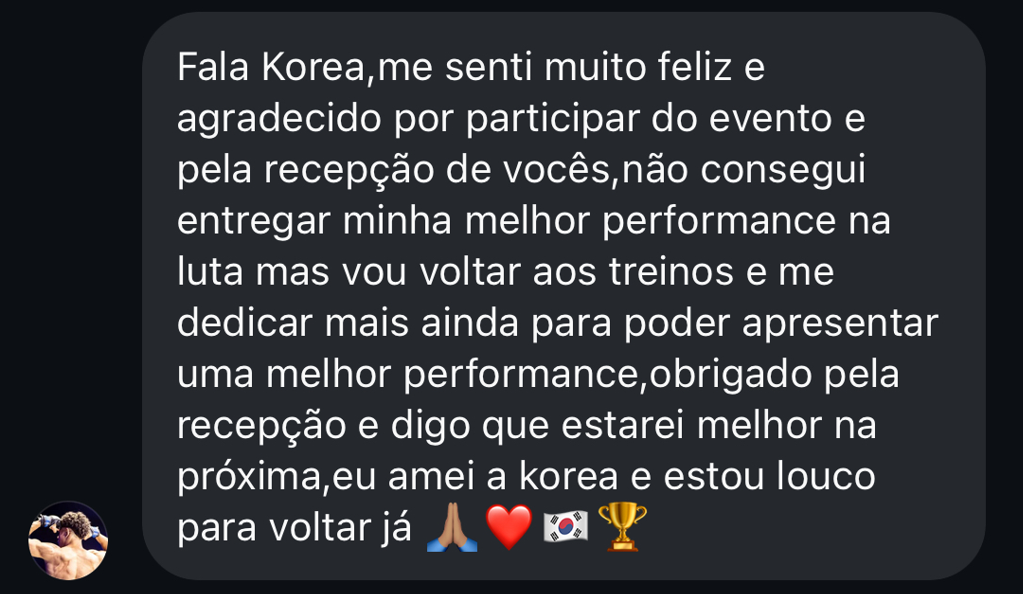 Fala Korea,me senti muito feliz e
agradecido por participar do evento e
pela recepção de vocês,não consegui
entregar minha melhor performance na
luta mas vou voltar aos treinos e me
dedicar mais ainda para poder apresentar
uma melhor performance,obrigado pela
recepção e digo que estarei melhor na
próxima,eu amei a korea e estou louco
para voltar já 🙏🏽❤️🇰🇷🏆